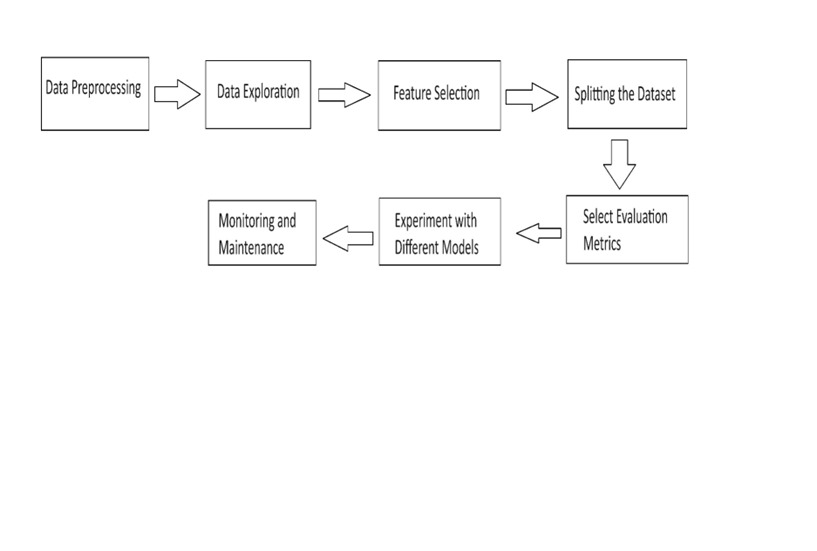 Data Preprocessing
Data Exploration
Feature Selection
Splitting the Dataset
Select Evaluation
Metrics
Experiment with
Different Models
Monitoring and
Maintenance